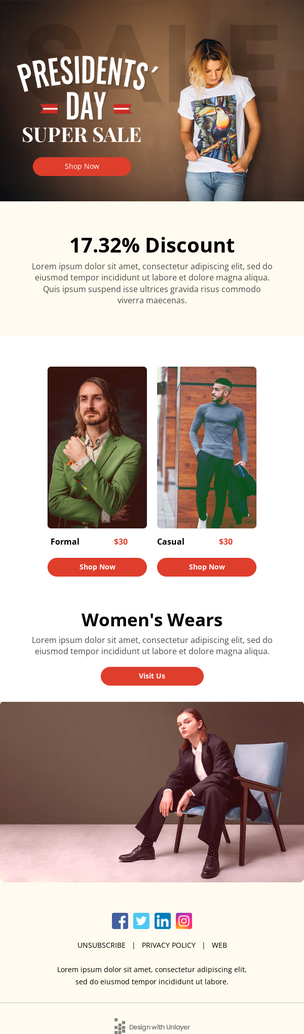 SALE
PRESIDENTS'
DAY
SUPER SALE
Shop Now
17.32% Discount
Lorem ipsum dolor sit amet, consectetur adipiscing elit, sed do
eiusmod tempor incididunt ut labore et dolore magna aliqua.
Quis ipsum suspend isse ultrices gravida risus commodo
viverra maecenas.
Formal $30
Casual $30
Shop Now
Shop Now
Women's Wears
Lorem ipsum dolor sit amet, consectetur adipiscing elit, sed do
eiusmod tempor incididunt ut labore et dolore magna aliqua.
Visit Us
UNSUBSCRIBE | PRIVACY POLICY | WEB
Lorem ipsum dolor sit amet, consectetur adipiscing elit,
sed do eiusmod tempor incididunt ut labore.
Design with Unlayer